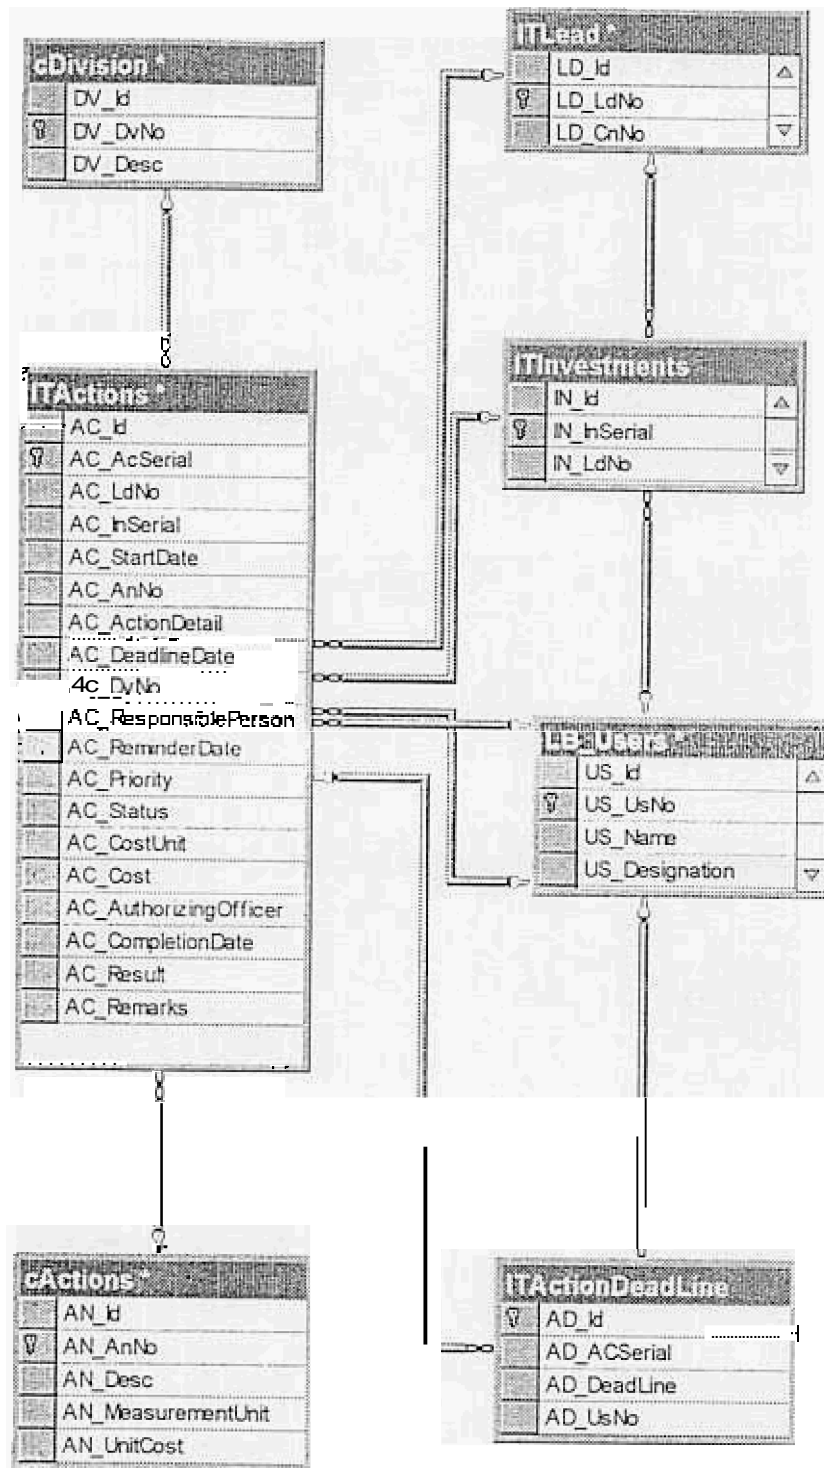 cDivision *
DV_Id
DV_DvNo
DV_Desc
ITLead *
LD_Id
LD_LdNo
LD_CnNo
ITActions *
AC_Id
AC_AcSerial
AC_LdNo
AC_InSerial
AC_StartDate
AC_AnNo
AC_ActionDetail
AC_DeadlineDate
4c_DvNo
AC_ResponsiblePerson
AC_ReminderDate
AC_Priority
AC_Status
AC_CostUnit
AC_Cost
AC_AuthorizingOfficer
AC_CompletionDate
AC_Result
AC_Remarks
ITInvestments
IN_Id
IN_InSerial
IN_LdNo
LB_Users *
US_Id
US_UsNo
US_Name
US_Designation
cActions *
AN_Id
AN_AnNo
AN_Desc
AN_MeasurementUnit
AN_UnitCost
ITActionDeadLine
AD_Id
AD_ACSerial
AD_DeadLine
AD_UsNo